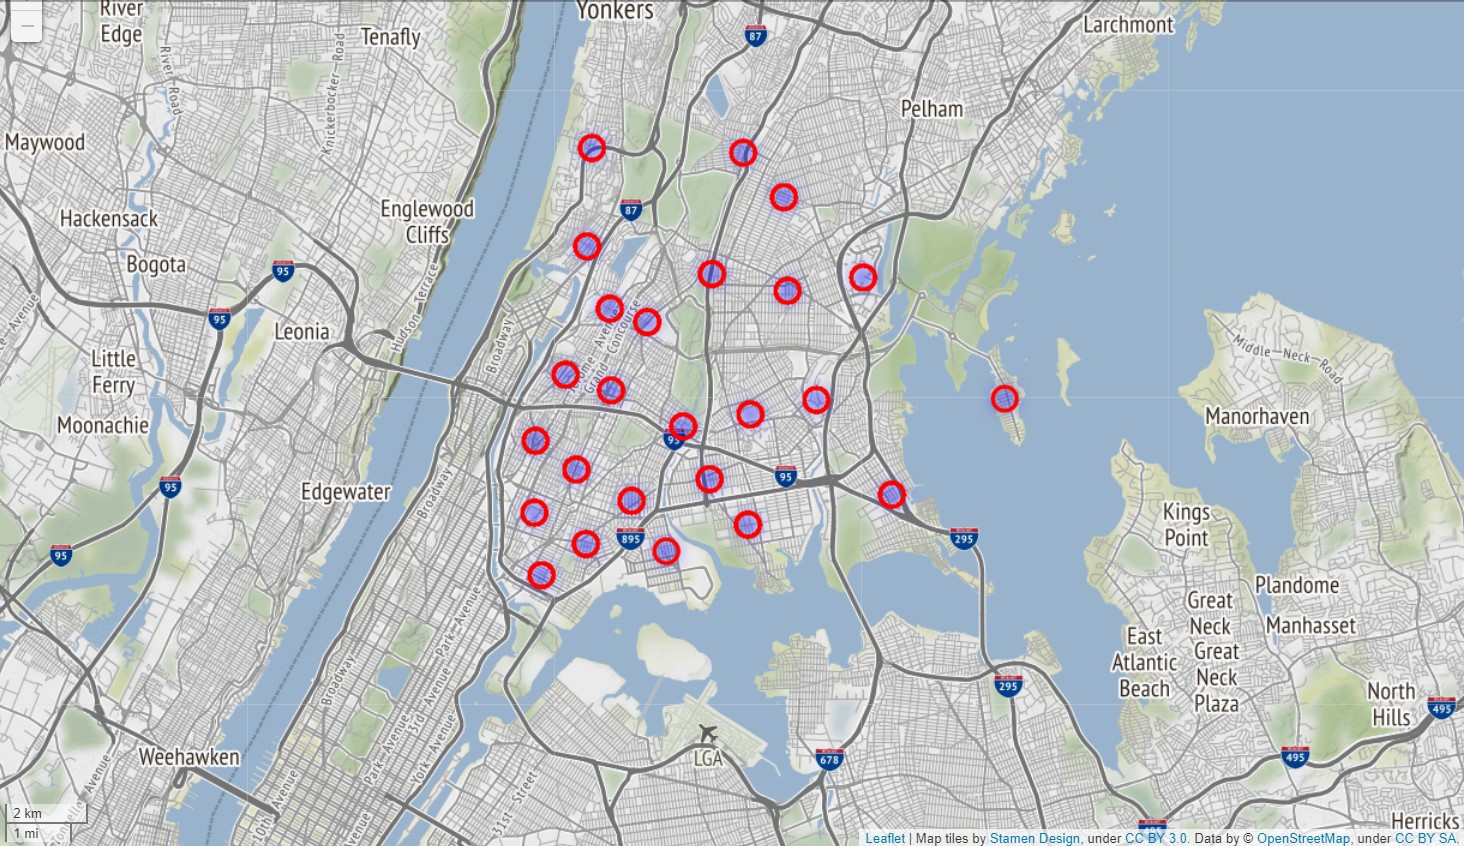 River
Edge
Tenafly
Yonkers
87
Larchmont
River Road
Knickerbocker - Road
Pelham
Maywood
Hackensack
Englewood
Cliffs
87
Bogota
95
95
Hudson-Terrace
Leonia
Broadway
Jerome-Avenue
Grand Concourse
Little
Ferry
Moonachie
Middle-Neck-Road
Manorhaven
95
95
95
Edgewater
Broadway
95
895
295
Kings
Point
Plandome
Great
Neck
Manhasset
East
Atlantic
Beach
Great
Neck
Plaza
Park-Avenue
3rd-Avenue
Broadway
295
North
Hills
495
495
Weehawken
LGA
678
Park-Avenue
York-Avenue
10th-Avenue
31st-Street
Avenue
Herricks
2 km
1 mi
Leaflet | Map tiles by Stamen Design, under CC BY 3.0. Data by © OpenStreetMap, under CC BY SA.